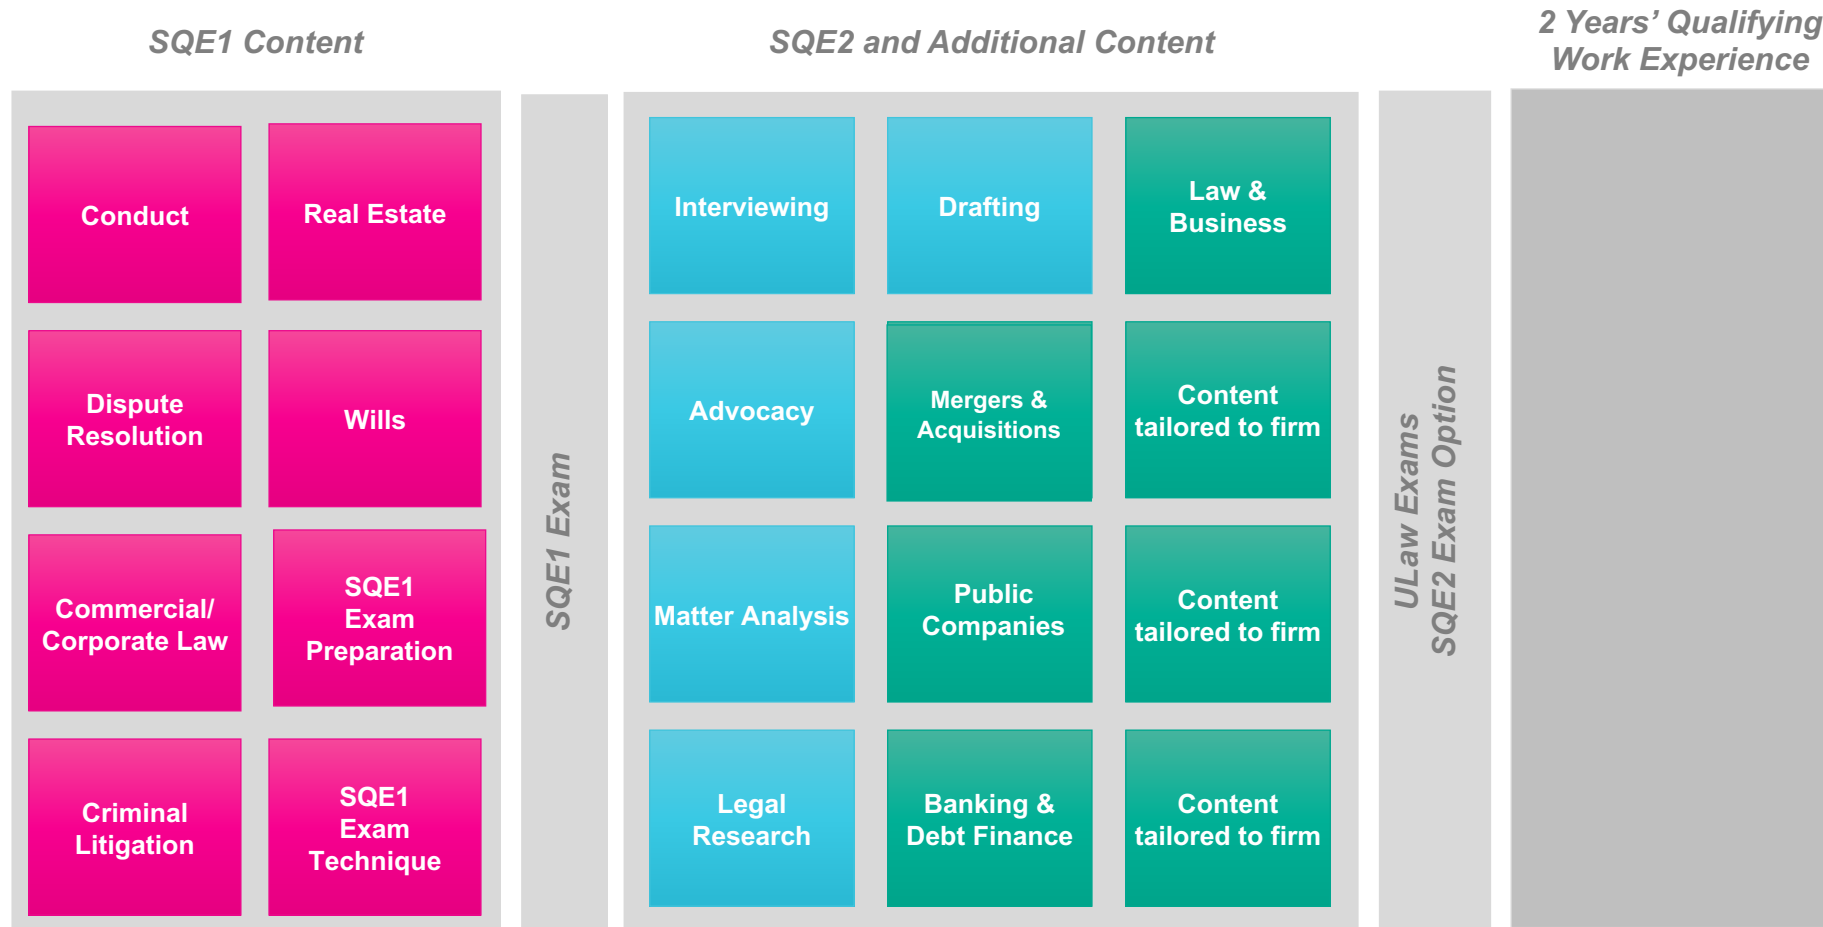 SQE1 Content
SQE2 and Additional Content
2 Years’ Qualifying
Work Experience
Conduct
Real Estate
Dispute
Resolution
Wills
Commercial/
Corporate Law
SQE1
Exam
Preparation
Criminal
Litigation
SQE1
Exam
Technique
SQE1 Exam
Interviewing
Drafting
Law &
Business
Advocacy
Mergers &
Acquisitions
Content
tailored to firm
Matter Analysis
Public
Companies
Content
tailored to firm
Legal
Research
Banking &
Debt Finance
Content
tailored to firm
ULaw Exams
SQE2 Exam Option